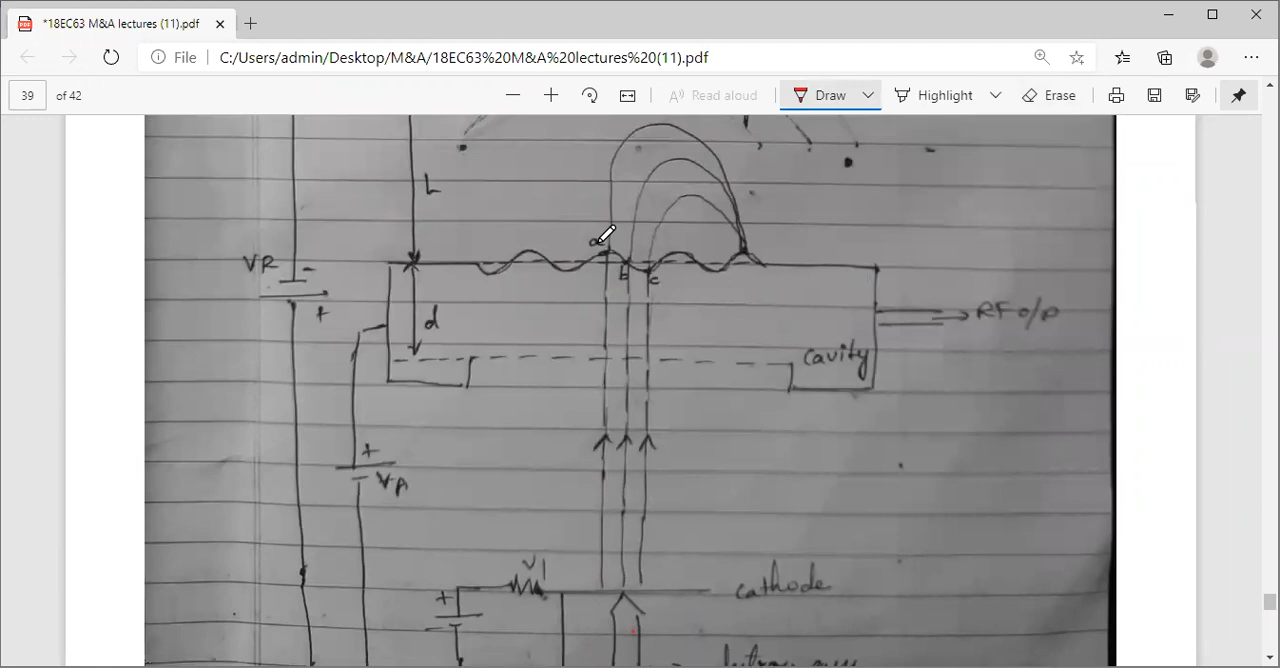 *18EC63 M&A lectures (11).pdf
File
C:/Users/admin/Desktop/M&A/18EC63%20M&A%20lectures%20(11).pdf
39 of 42
Read aloud
Draw
Highlight
Erase
L
a
VR
-
+
b
c
d
RF o/p
cavity
+
VA
V1
cathode
+
-